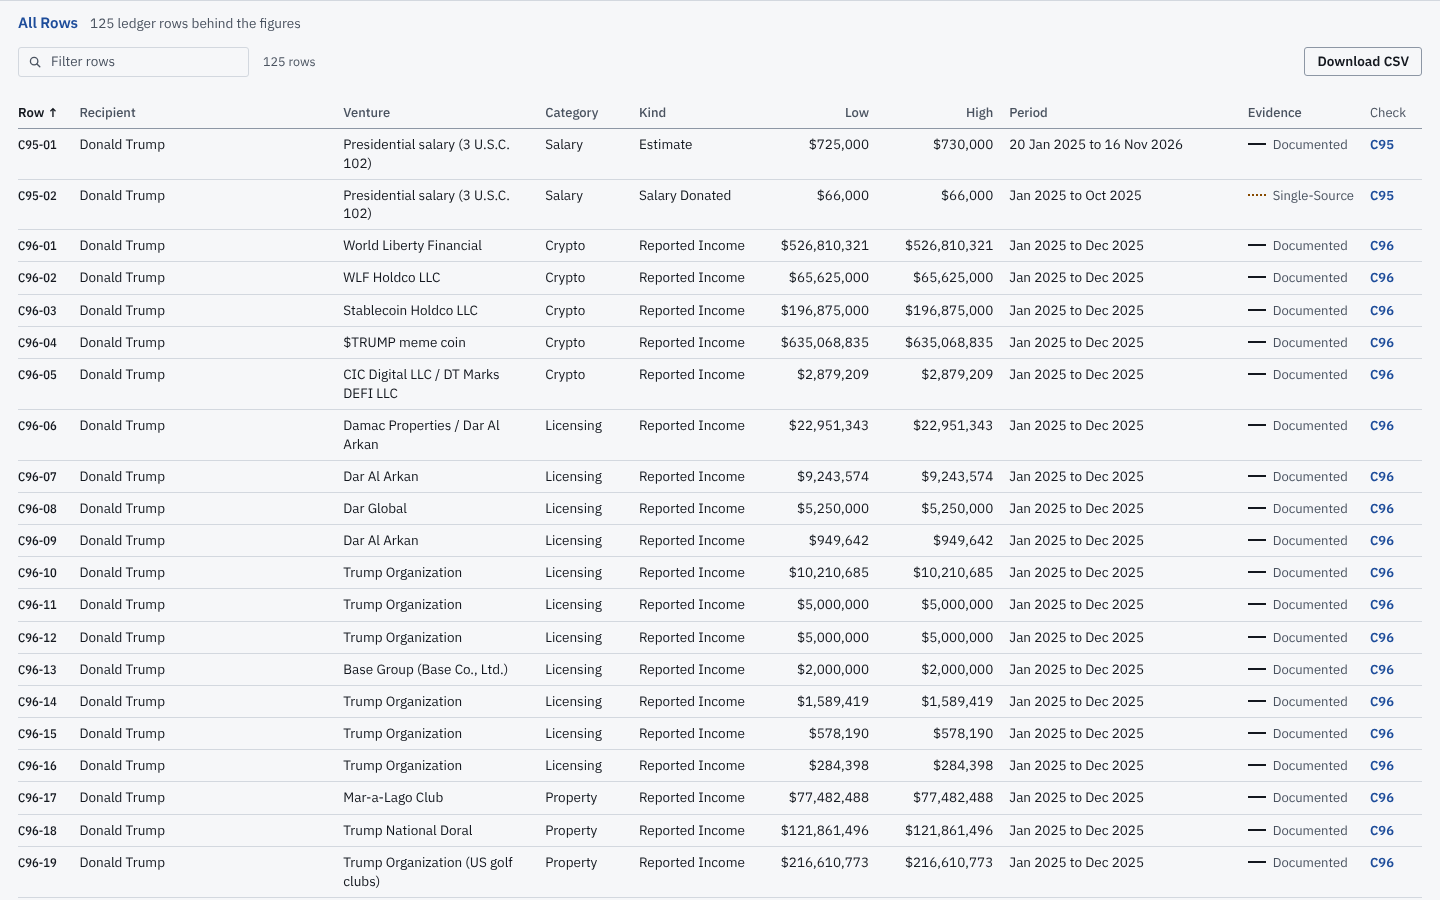 All Rows 125 ledger rows behind the figures
Filter rows 125 rows Download CSV
Row ↑ Recipient Venture Category Kind Low High Period Evidence Check
C95-01 Donald Trump Presidential salary (3 U.S.C. Salary Estimate $725,000 $730,000 20 Jan 2025 to 16 Nov 2026 Documented C95
102)
C95-02 Donald Trump Presidential salary (3 U.S.C. Salary Salary Donated $66,000 $66,000 Jan 2025 to Oct 2025 Single-Source C95
102)
C96-01 Donald Trump World Liberty Financial Crypto Reported Income $526,810,321 $526,810,321 Jan 2025 to Dec 2025 Documented C96
C96-02 Donald Trump WLF Holdco LLC Crypto Reported Income $65,625,000 $65,625,000 Jan 2025 to Dec 2025 Documented C96
C96-03 Donald Trump Stablecoin Holdco LLC Crypto Reported Income $196,875,000 $196,875,000 Jan 2025 to Dec 2025 Documented C96
C96-04 Donald Trump $TRUMP meme coin Crypto Reported Income $635,068,835 $635,068,835 Jan 2025 to Dec 2025 Documented C96
C96-05 Donald Trump CIC Digital LLC / DT Marks Crypto Reported Income $2,879,209 $2,879,209 Jan 2025 to Dec 2025 Documented C96
DEFI LLC
C96-06 Donald Trump Damac Properties / Dar Al Licensing Reported Income $22,951,343 $22,951,343 Jan 2025 to Dec 2025 Documented C96
Arkan
C96-07 Donald Trump Dar Al Arkan Licensing Reported Income $9,243,574 $9,243,574 Jan 2025 to Dec 2025 Documented C96
C96-08 Donald Trump Dar Global Licensing Reported Income $5,250,000 $5,250,000 Jan 2025 to Dec 2025 Documented C96
C96-09 Donald Trump Dar Al Arkan Licensing Reported Income $949,642 $949,642 Jan 2025 to Dec 2025 Documented C96
C96-10 Donald Trump Trump Organization Licensing Reported Income $10,210,685 $10,210,685 Jan 2025 to Dec 2025 Documented C96
C96-11 Donald Trump Trump Organization Licensing Reported Income $5,000,000 $5,000,000 Jan 2025 to Dec 2025 Documented C96
C96-12 Donald Trump Trump Organization Licensing Reported Income $5,000,000 $5,000,000 Jan 2025 to Dec 2025 Documented C96
C96-13 Donald Trump Base Group (Base Co., Ltd.) Licensing Reported Income $2,000,000 $2,000,000 Jan 2025 to Dec 2025 Documented C96
C96-14 Donald Trump Trump Organization Licensing Reported Income $1,589,419 $1,589,419 Jan 2025 to Dec 2025 Documented C96
C96-15 Donald Trump Trump Organization Licensing Reported Income $578,190 $578,190 Jan 2025 to Dec 2025 Documented C96
C96-16 Donald Trump Trump Organization Licensing Reported Income $284,398 $284,398 Jan 2025 to Dec 2025 Documented C96
C96-17 Donald Trump Mar-a-Lago Club Property Reported Income $77,482,488 $77,482,488 Jan 2025 to Dec 2025 Documented C96
C96-18 Donald Trump Trump National Doral Property Reported Income $121,861,496 $121,861,496 Jan 2025 to Dec 2025 Documented C96
C96-19 Donald Trump Trump Organization (US golf Property Reported Income $216,610,773 $216,610,773 Jan 2025 to Dec 2025 Documented C96
clubs)